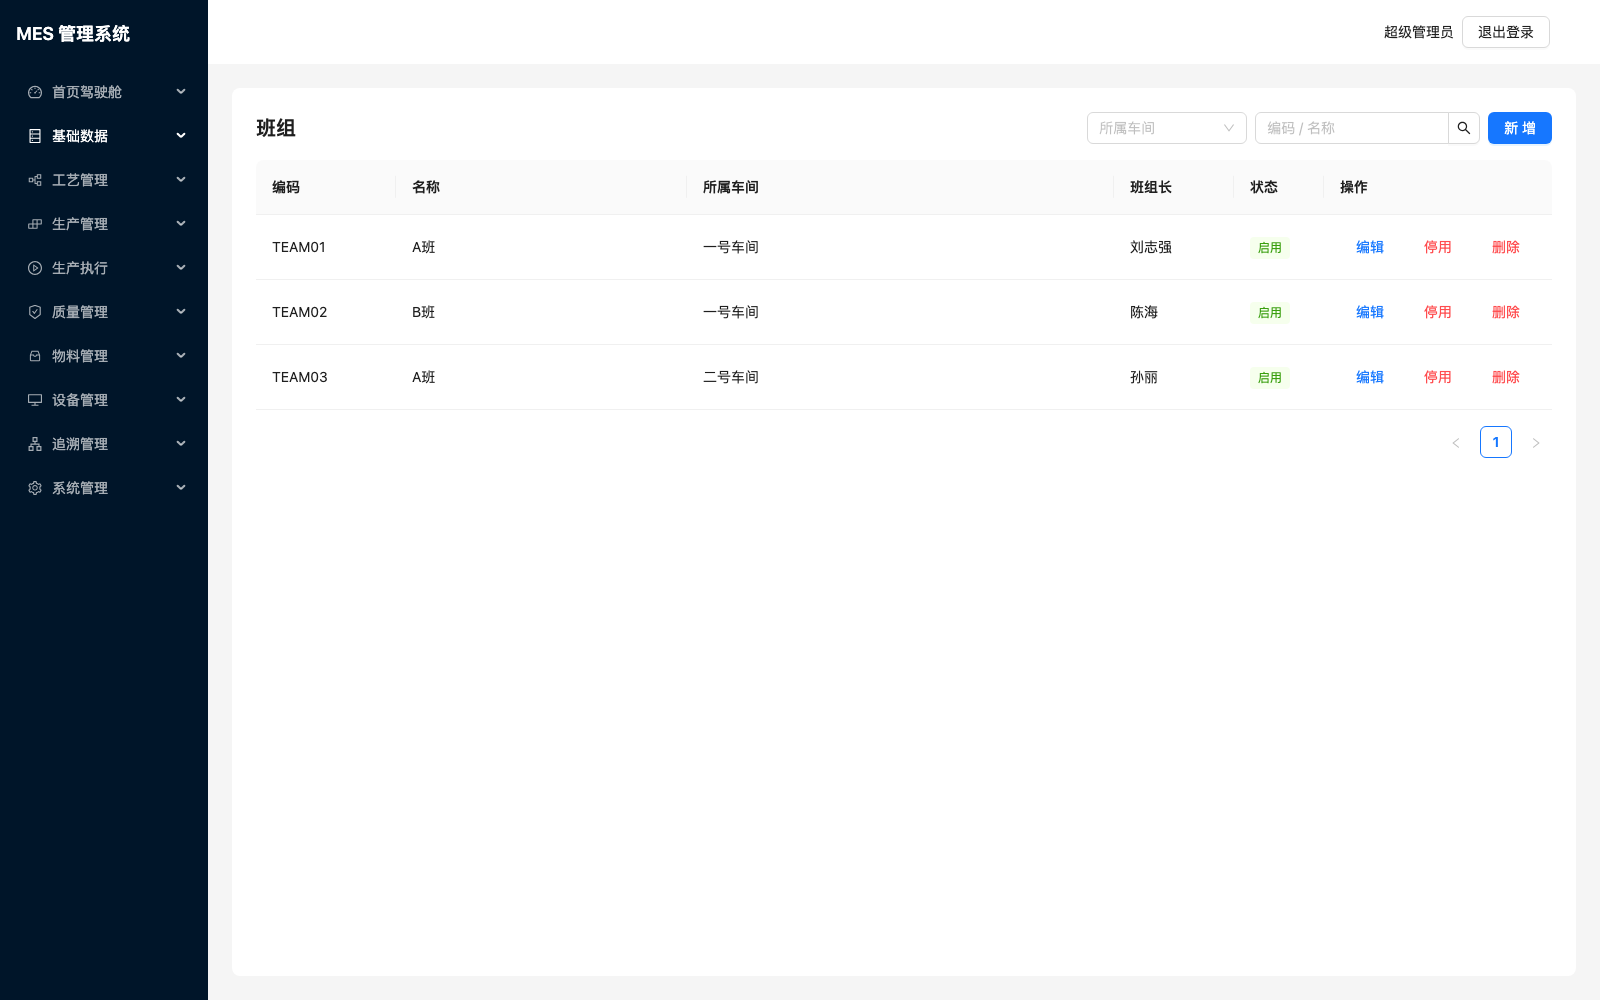 MES 管理系统
超级管理员 退出登录
首页驾驶舱
基础数据
工艺管理
生产管理
生产执行
质量管理
物料管理
设备管理
追溯管理
系统管理
班组 所属车间 编码 / 名称 新 增
编码 名称 所属车间 班组长 状态 操作
TEAM01 A班 一号车间 刘志强 启用 编辑 停用 删除
TEAM02 B班 一号车间 陈海 启用 编辑 停用 删除
TEAM03 A班 二号车间 孙丽 启用 编辑 停用 删除
1